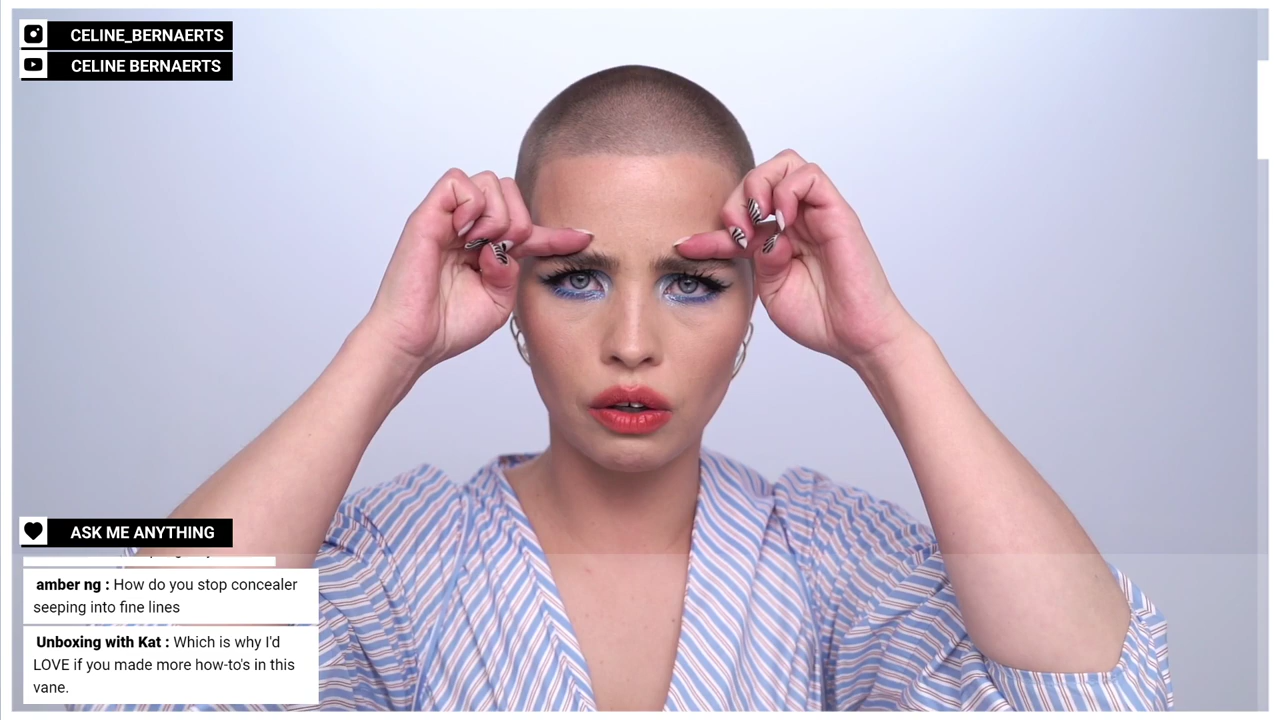 CELINE_BERNAERTS
CELINE BERNAERTS
ASK ME ANYTHING
amber ng : How do you stop concealer
seeping into fine lines
Unboxing with Kat : Which is why I'd
LOVE if you made more how-to's in this
vane.